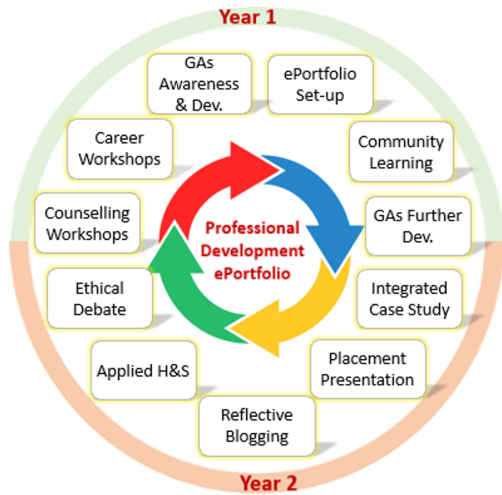 Year 1
GAs
Awareness
& Dev.
ePortfolio
Set-up
Career
Workshops
Community
Learning
Counselling
Workshops
GAs Further
Dev.
Professional
Development
ePortfolio
Ethical
Debate
Integrated
Case Study
Applied H&S
Placement
Presentation
Reflective
Blogging
Year 2